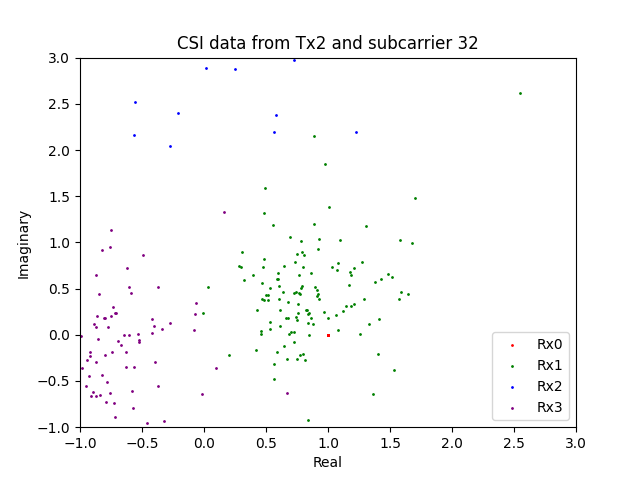 CSI data from Tx2 and subcarrier 32
3.0
2.5
2.0
1.5
1.0
0.5
0.0
−0.5
−1.0
Imaginary
−1.0 −0.5 0.0 0.5 1.0 1.5 2.0 2.5 3.0
Real
Rx0
Rx1
Rx2
Rx3